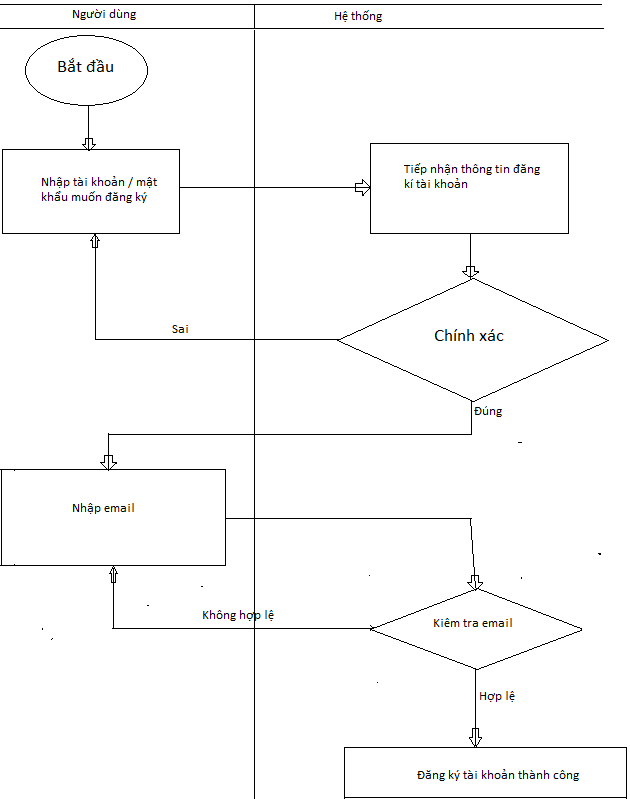 Người dùng
Hệ thống
Bắt đầu
Nhập tài khoản / mật
khẩu muốn đăng ký
Tiếp nhận thông tin đăng
kí tài khoản
Chính xác
Sai
Đúng
Nhập email
Không hợp lệ
Kiêm tra email
Hợp lệ
Đăng ký tài khoản thành công